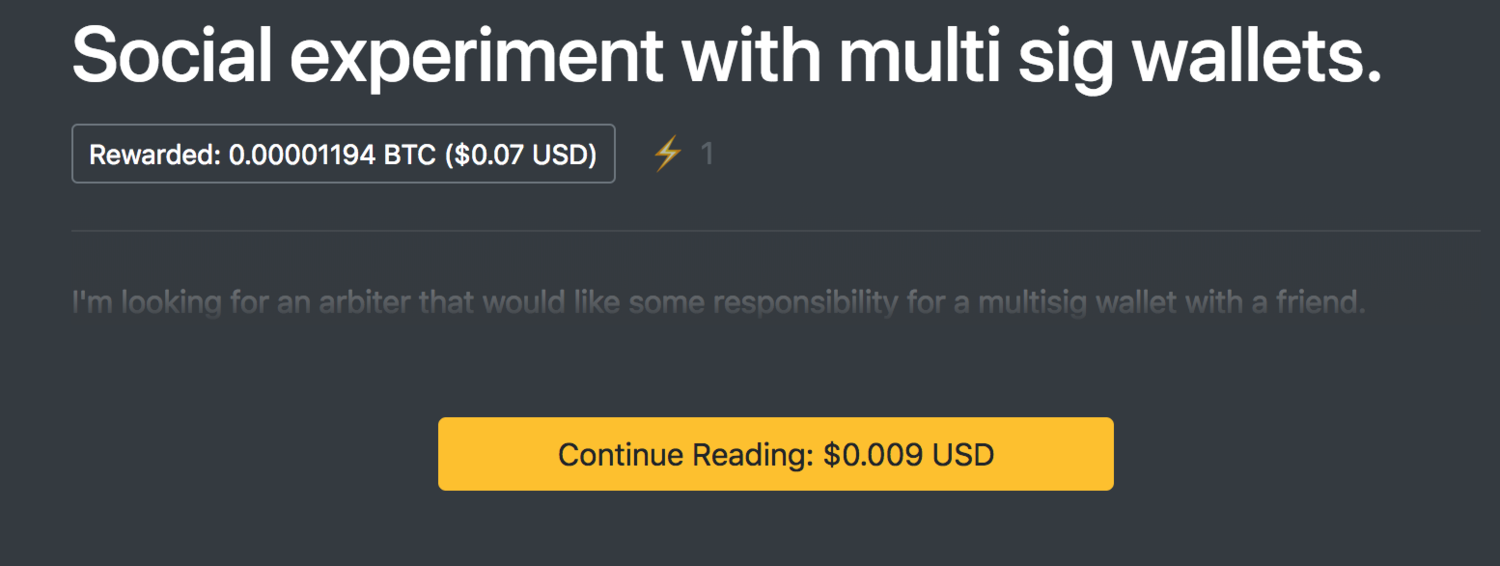 Social experiment with multi sig wallets.
Rewarded: 0.00001194 BTC ($0.07 USD) ⚡ 1
I'm looking for an arbiter that would like some responsibility for a multisig wallet with a friend.
Continue Reading: $0.009 USD